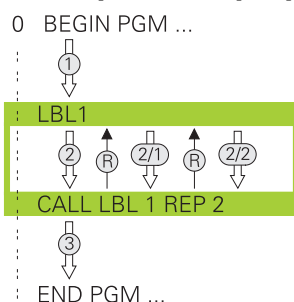 0 BEGIN PGM ...
1
LBL1
2 R 2/1 R 2/2
CALL LBL 1 REP 2
3
END PGM ...